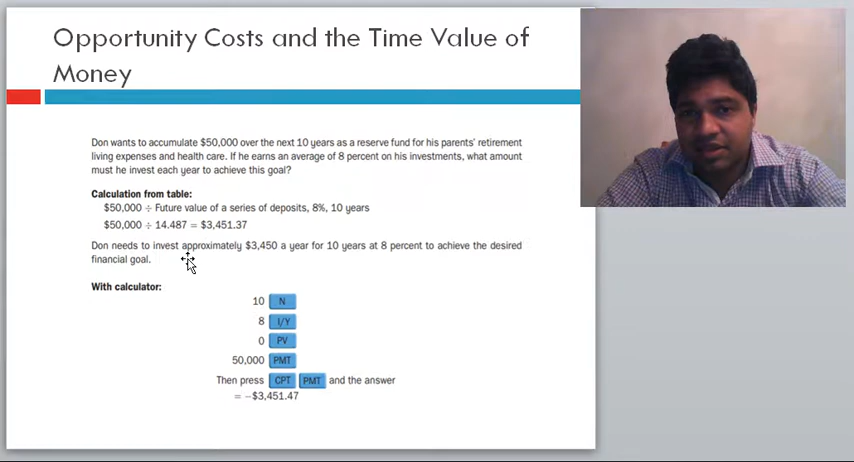 Opportunity Costs and the Time Value of
Money
Don wants to accumulate $50,000 over the next 10 years as a reserve fund for his parents' retirement
living expenses and health care. If he earns an average of 8 percent on his investments, what amount
must he invest each year to achieve this goal?
Calculation from table:
$50,000 ÷ Future value of a series of deposits, 8%, 10 years
$50,000 ÷ 14.487 = $3,451.37
Don needs to invest approximately $3,450 a year for 10 years at 8 percent to achieve the desired
financial goal.
With calculator:
10 N
8 I/Y
0 PV
50,000 PMT
Then press CPT PMT and the answer
= −$3,451.47